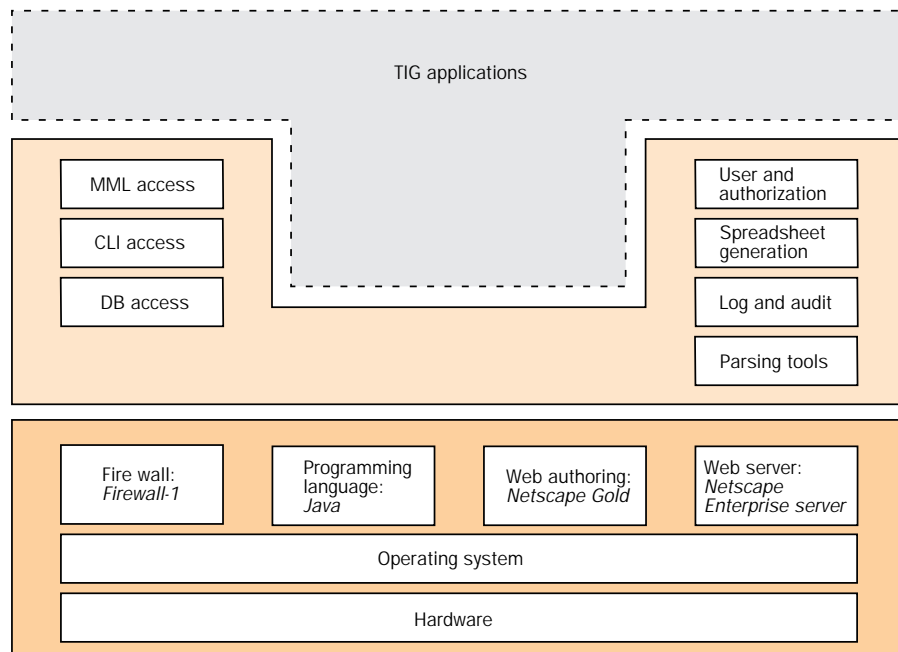 TIG applications
MML access
CLI access
DB access
User and
authorization
Spreadsheet
generation
Log and audit
Parsing tools
Fire wall:
Firewall-1
Programming
language:
Java
Web authoring:
Netscape Gold
Web server:
Netscape
Enterprise server
Operating system
Hardware